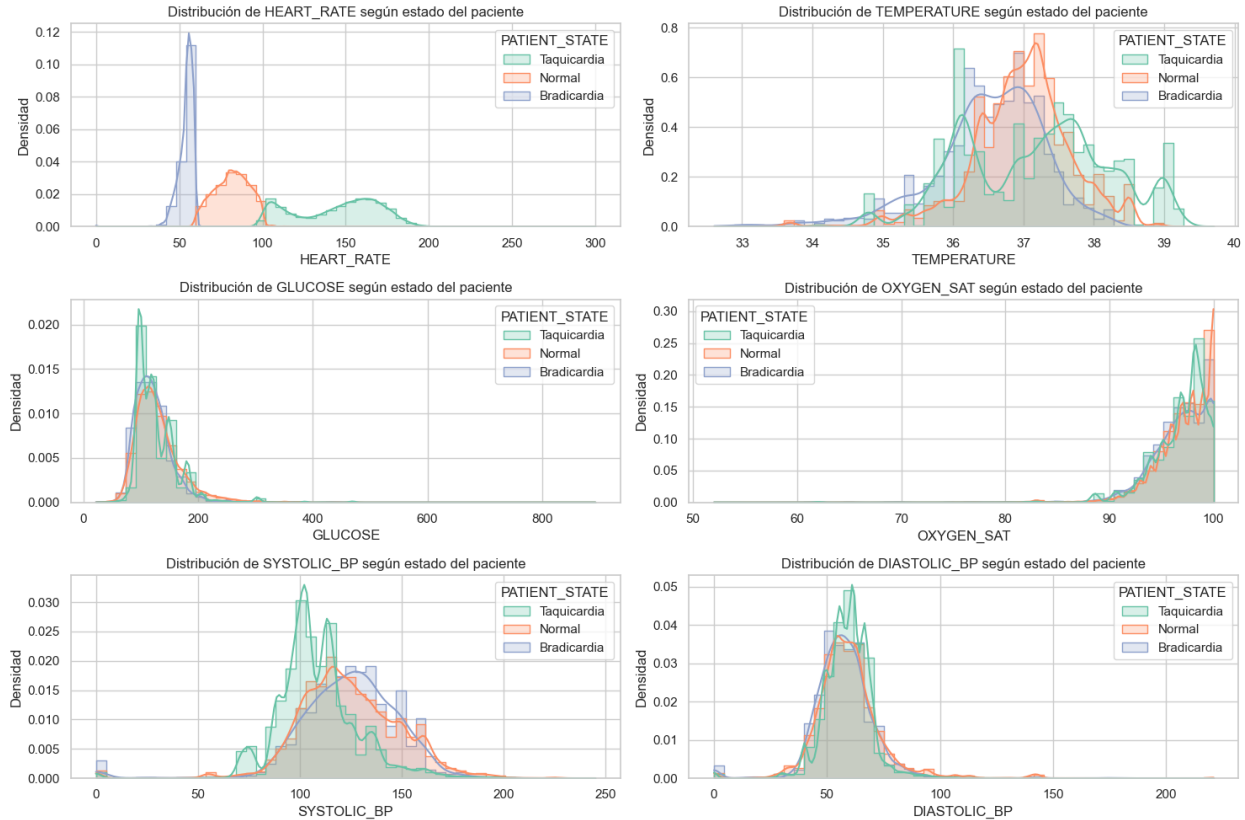 Distribución de HEART_RATE según estado del paciente
0.12
0.10
0.08
0.06
0.04
0.02
0.00
Densidad
PATIENT_STATE
Taquicardia
Normal
Bradicardia
0 50 100 150 200 250 300
HEART_RATE
Distribución de TEMPERATURE según estado del paciente
0.8
0.6
0.4
0.2
0.0
Densidad
PATIENT_STATE
Taquicardia
Normal
Bradicardia
33 34 35 36 37 38 39 40
TEMPERATURE
Distribución de GLUCOSE según estado del paciente
0.020
0.015
0.010
0.005
0.000
Densidad
PATIENT_STATE
Taquicardia
Normal
Bradicardia
0 200 400 600 800
GLUCOSE
Distribución de OXYGEN_SAT según estado del paciente
0.30
0.25
0.20
0.15
0.10
0.05
0.00
Densidad
PATIENT_STATE
Taquicardia
Normal
Bradicardia
50 60 70 80 90 100
OXYGEN_SAT
Distribución de SYSTOLIC_BP según estado del paciente
0.030
0.025
0.020
0.015
0.010
0.005
0.000
Densidad
PATIENT_STATE
Taquicardia
Normal
Bradicardia
0 50 100 150 200 250
SYSTOLIC_BP
Distribución de DIASTOLIC_BP según estado del paciente
0.05
0.04
0.03
0.02
0.01
0.00
Densidad
PATIENT_STATE
Taquicardia
Normal
Bradicardia
0 50 100 150 200
DIASTOLIC_BP